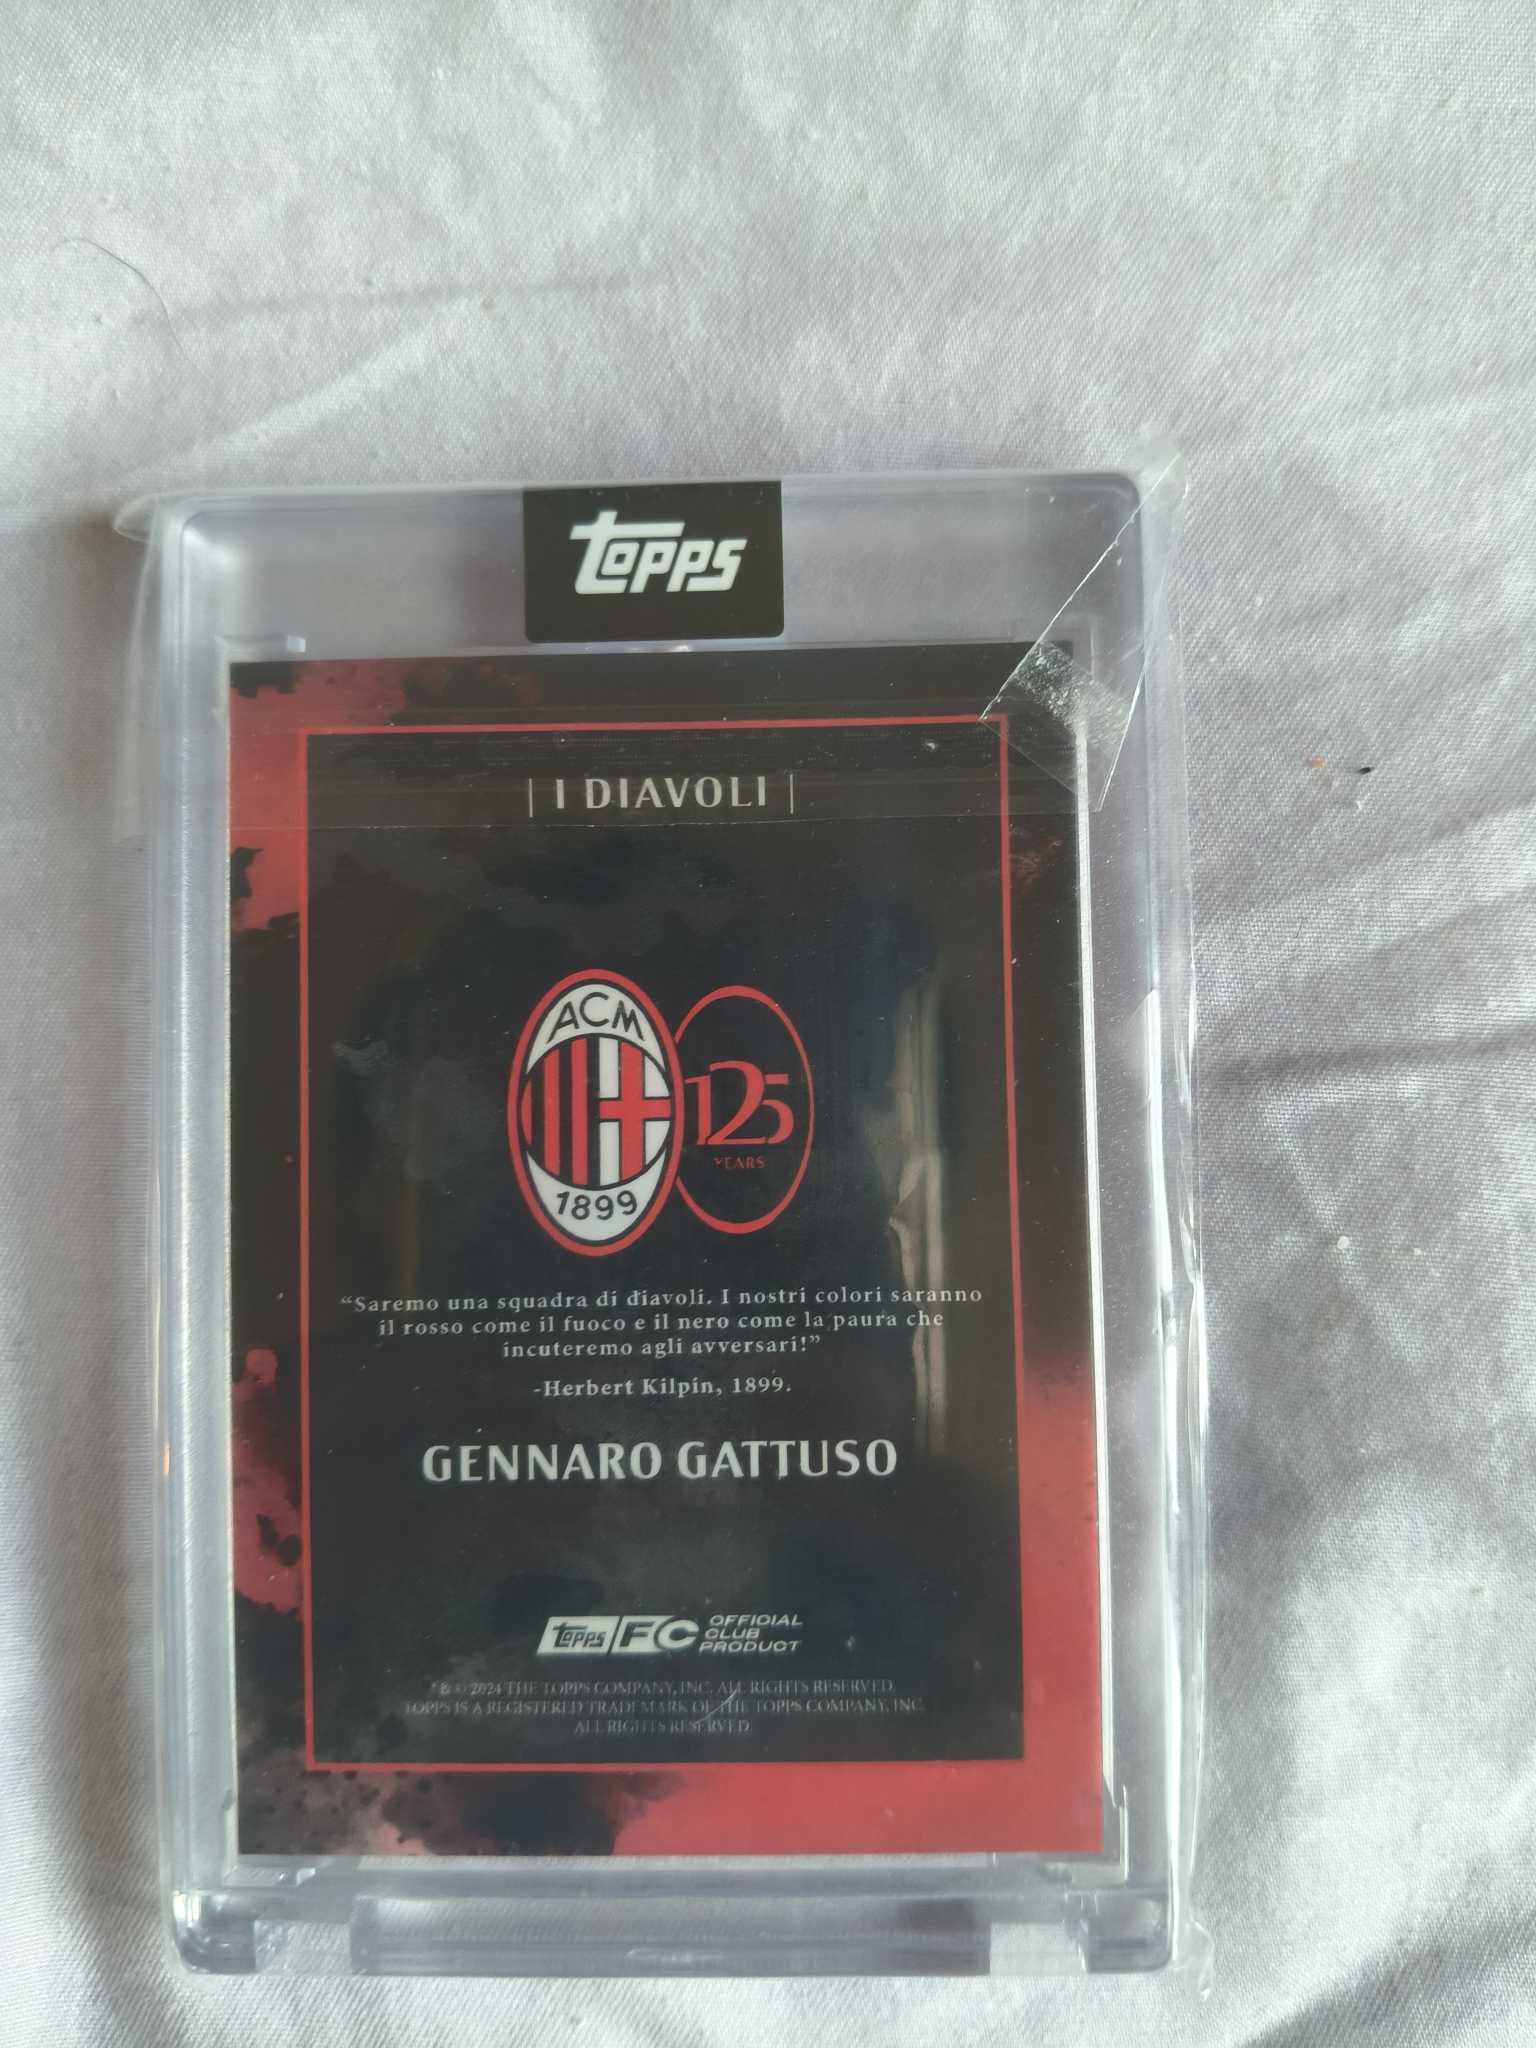 topps
| I DIAVOLI |
ACM
1899
125
YEARS
“Saremo una squadra di diavoli. I nostri colori saranno
il rosso come il fuoco e il nero come la paura che
incuteremo agli avversari!”
-Herbert Kilpin, 1899.
GENNARO GATTUSO
topps FC OFFICIAL
CLUB
PRODUCT
® & © 2024 THE TOPPS COMPANY, INC. ALL RIGHTS RESERVED.
TOPPS IS A REGISTERED TRADEMARK OF THE TOPPS COMPANY, INC.
ALL RIGHTS RESERVED.